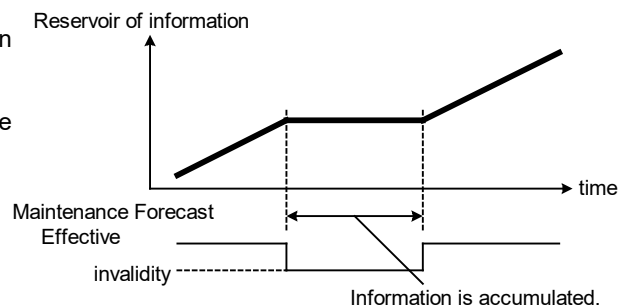 Reservoir of information
n
e
time
Maintenance Forecast
Effective
invalidity
Information is accumulated.